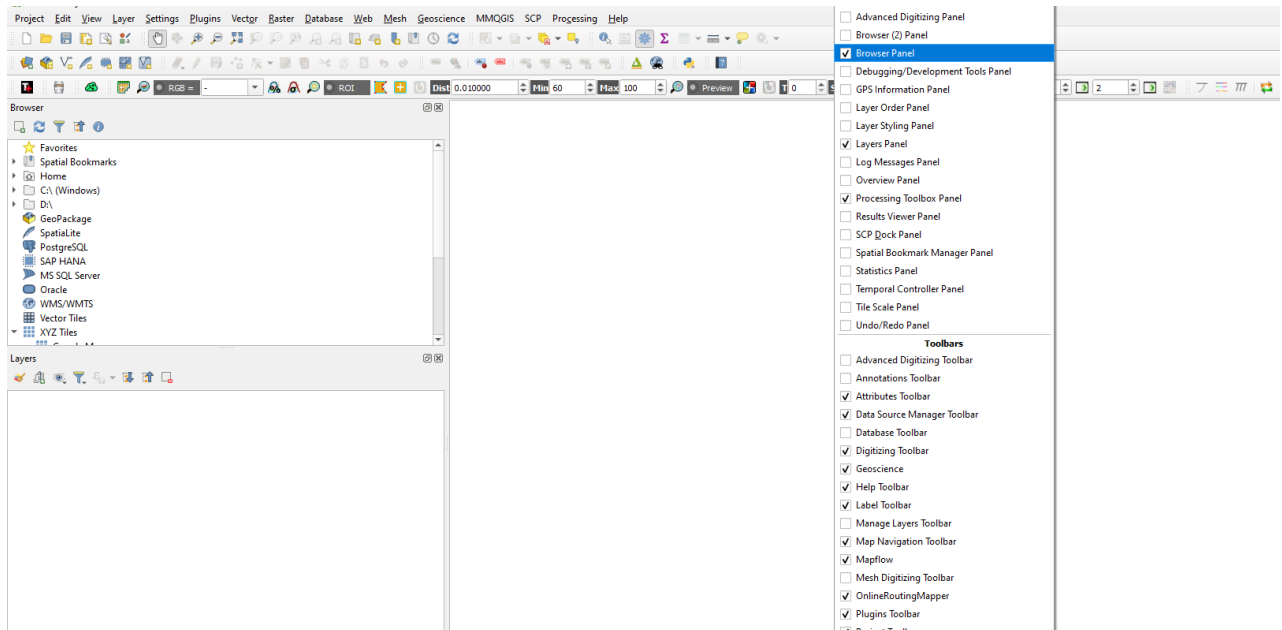 Project Edit View Layer Settings Plugins Vector Raster Database Web Mesh Geoscience MMQGIS SCP Processing Help
RGB = - ROI Dist 0.010000 Min 60 Max 100 Preview T 0 S 2
Browser
Favorites
Spatial Bookmarks
Home
C:\ (Windows)
D:\
GeoPackage
SpatiaLite
PostgreSQL
SAP HANA
MS SQL Server
Oracle
WMS/WMTS
Vector Tiles
XYZ Tiles
Layers
Advanced Digitizing Panel
Browser (2) Panel
Browser Panel
Debugging/Development Tools Panel
GPS Information Panel
Layer Order Panel
Layer Styling Panel
Layers Panel
Log Messages Panel
Overview Panel
Processing Toolbox Panel
Results Viewer Panel
SCP Dock Panel
Spatial Bookmark Manager Panel
Statistics Panel
Temporal Controller Panel
Tile Scale Panel
Undo/Redo Panel
Toolbars
Advanced Digitizing Toolbar
Annotations Toolbar
Attributes Toolbar
Data Source Manager Toolbar
Database Toolbar
Digitizing Toolbar
Geoscience
Help Toolbar
Label Toolbar
Manage Layers Toolbar
Map Navigation Toolbar
Mapflow
Mesh Digitizing Toolbar
OnlineRoutingMapper
Plugins Toolbar